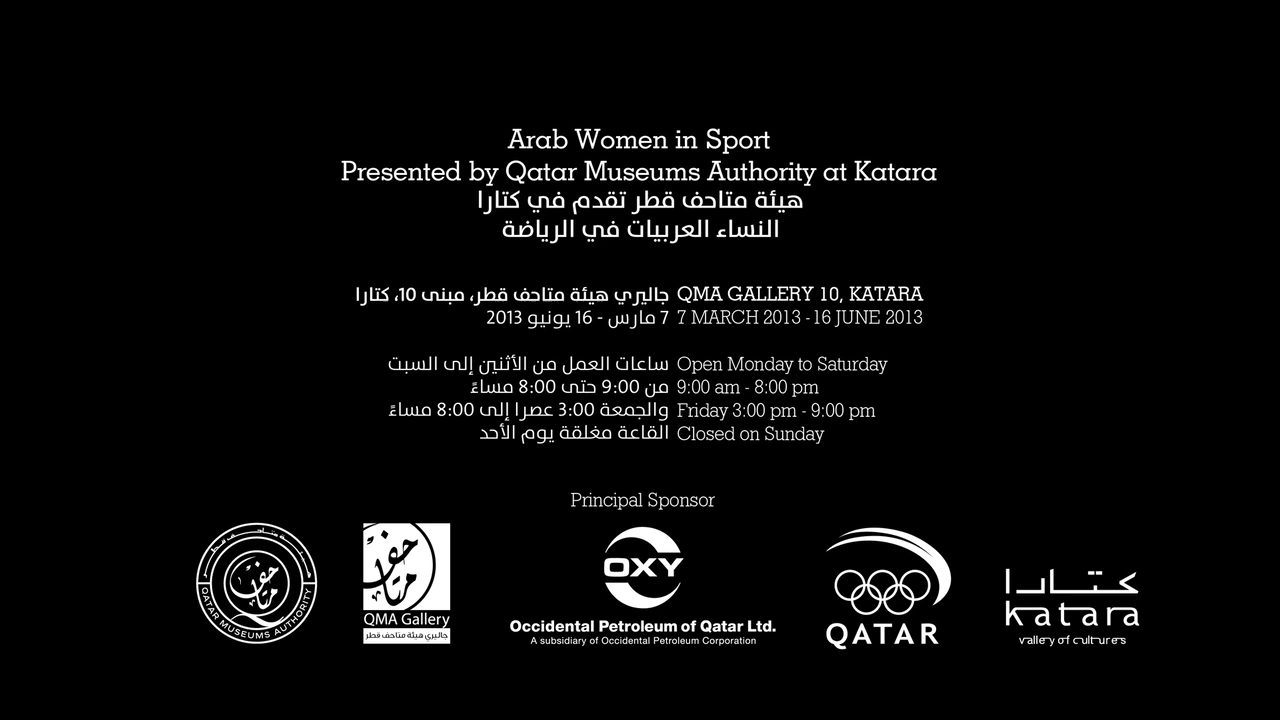 Arab Women in Sport
Presented by Qatar Museums Authority at Katara
هيئة متاحف قطر تقدم في كتارا
النساء العربيات في الرياضة
جاليري هيئة متاحف قطر، مبنى 10، كتارا QMA GALLERY 10, KATARA
7 مارس - 16 يونيو 2013 7 MARCH 2013 - 16 JUNE 2013
ساعات العمل من الأثنين إلى السبت Open Monday to Saturday
من 9:00 حتى 8:00 مساءً 9:00 am - 8:00 pm
والجمعة 3:00 عصرا إلى 8:00 مساءً Friday 3:00 pm - 9:00 pm
القاعة مغلقة يوم الأحد Closed on Sunday
Principal Sponsor
هيئة متاحف قطر
متاحف
QATAR MUSEUMS AUTHORITY
متاحف
QMA Gallery
جاليري هيئة متاحف قطر
OXY
Occidental Petroleum of Qatar Ltd.
A subsidiary of Occidental Petroleum Corporation
QATAR
كتارا
katara
valley of cultures